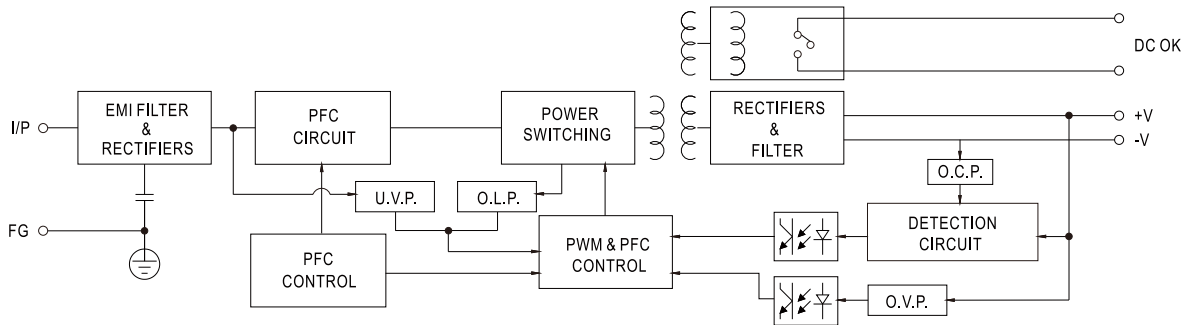 DC OK
I/P
EMI FILTER
&
RECTIFIERS
PFC
CIRCUIT
POWER
SWITCHING
RECTIFIERS
&
FILTER
+V
-V
O.C.P.
U.V.P.
O.L.P.
FG
PFC
CONTROL
PWM & PFC
CONTROL
DETECTION
CIRCUIT
O.V.P.